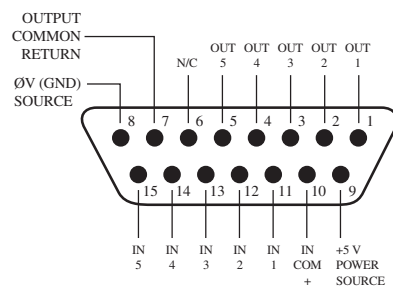 OUTPUT
COMMON
RETURN
ØV (GND)
SOURCE
N/C
OUT OUT OUT OUT OUT
5 4 3 2 1
8 7 6 5 4 3 2 1
15 14 13 12 11 10 9
IN IN IN IN IN IN +5 V
5 4 3 2 1 COM POWER
+ SOURCE